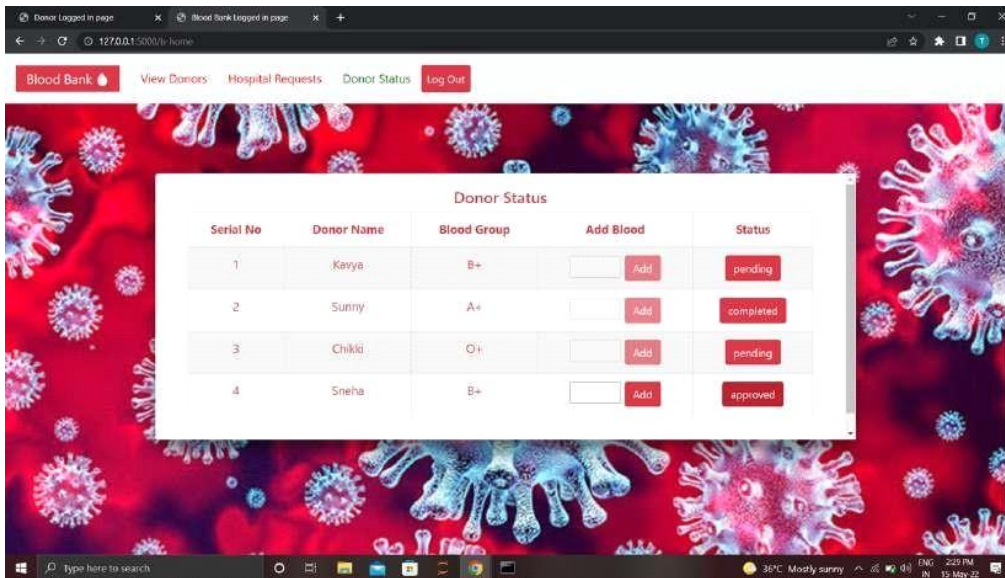 Donor Logged in page
Blood Bank Logged in page
127.0.0.1:5000/b-home
T
Blood Bank View Donors Hospital Requests Donor Status Log Out
Donor Status
Serial No Donor Name Blood Group Add Blood Status
1 Kavya B+ Add pending
2 Sunny A+ Add completed
3 Chikki O+ Add pending
4 Sneha B+ Add approved
Type here to search
36°C Mostly sunny
ENG
IN
2:29 PM
15-May-22